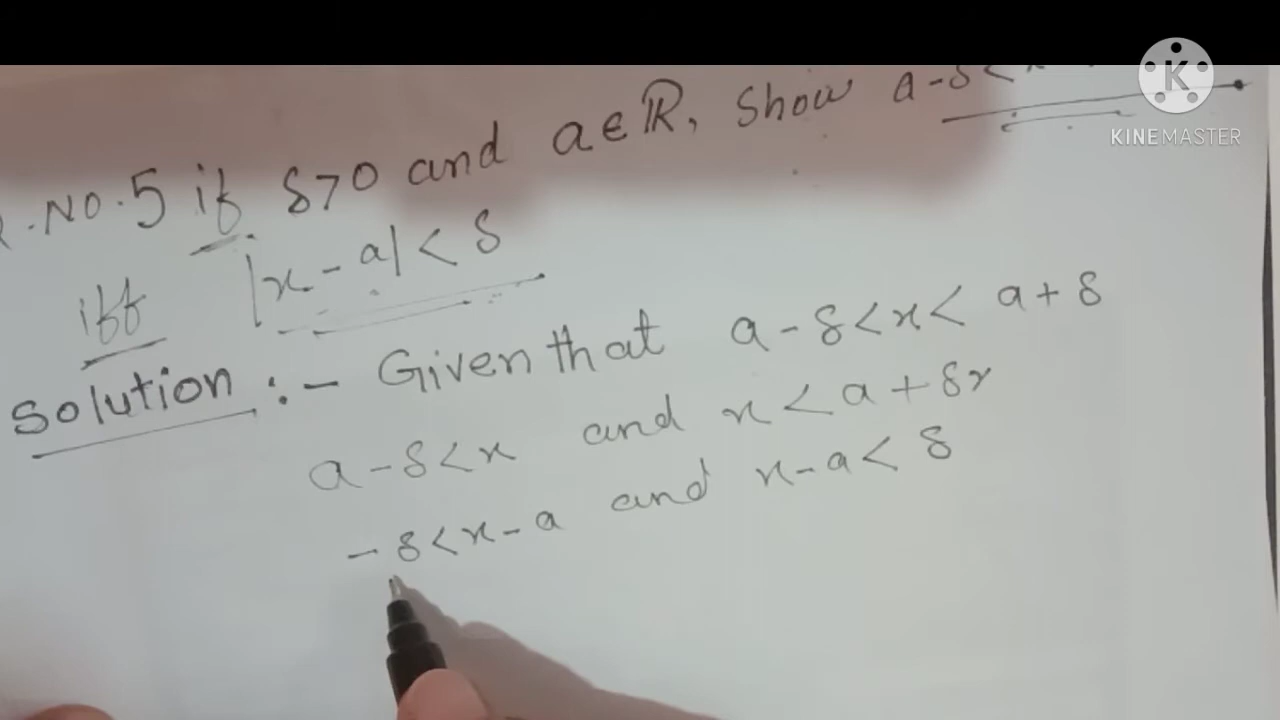 K
KINEMASTER
.NO.5 if δ>0 and a∈ℝ, Show a-δ<x
iff |x-a|<δ
Solution :- Given that a-δ<x< a+δ
a-δ<x and x<a+δx
-δ<x-a and x-a<δ